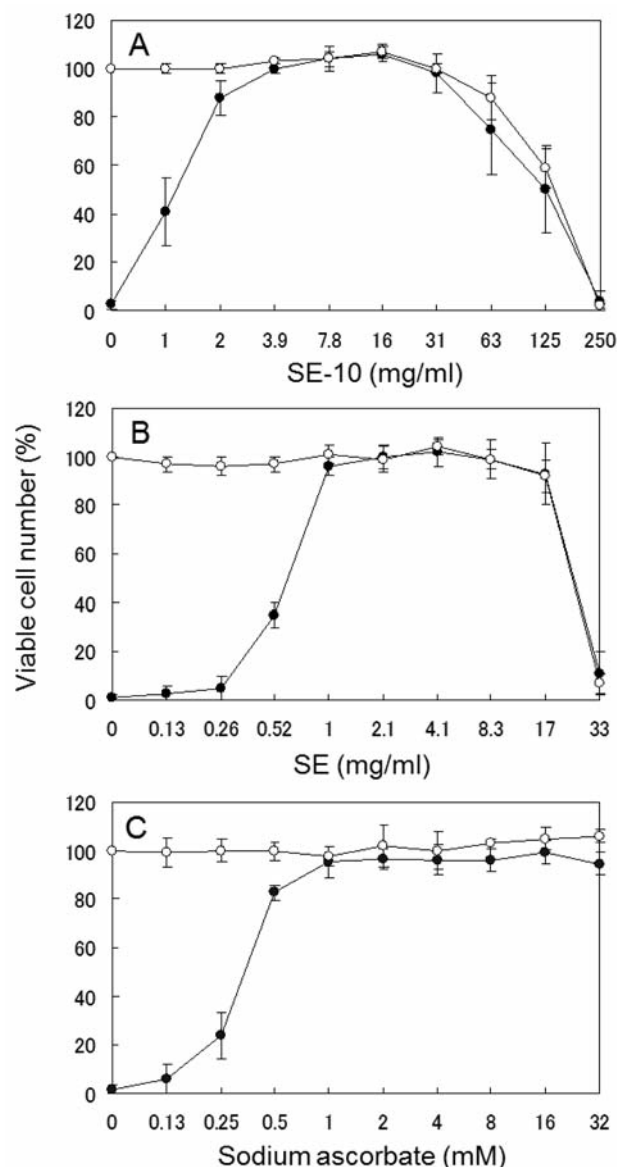 120
A
100
80
60
40
20
0
0 1 2 3.9 7.8 16 31 63 125 250
SE-10 (mg/ml)
Viable cell number (%)
120
B
100
80
60
40
20
0
0 0.13 0.26 0.52 1 2.1 4.1 8.3 17 33
SE (mg/ml)
120
C
100
80
60
40
20
0
0 0.13 0.25 0.5 1 2 4 8 16 32
Sodium ascorbate (mM)